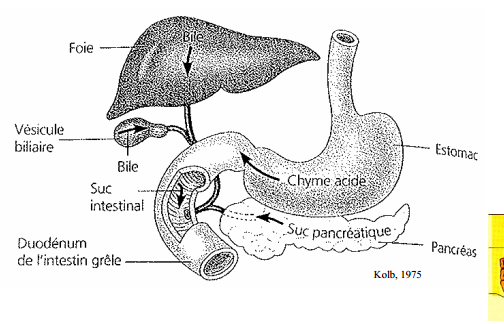 Foie
Bile
Vésicule
biliaire
Bile
Estomac
Chyme acide
Suc
intestinal
Suc pancréatique
Duodénum
de l'intestin grêle
Pancréas
Kolb, 1975